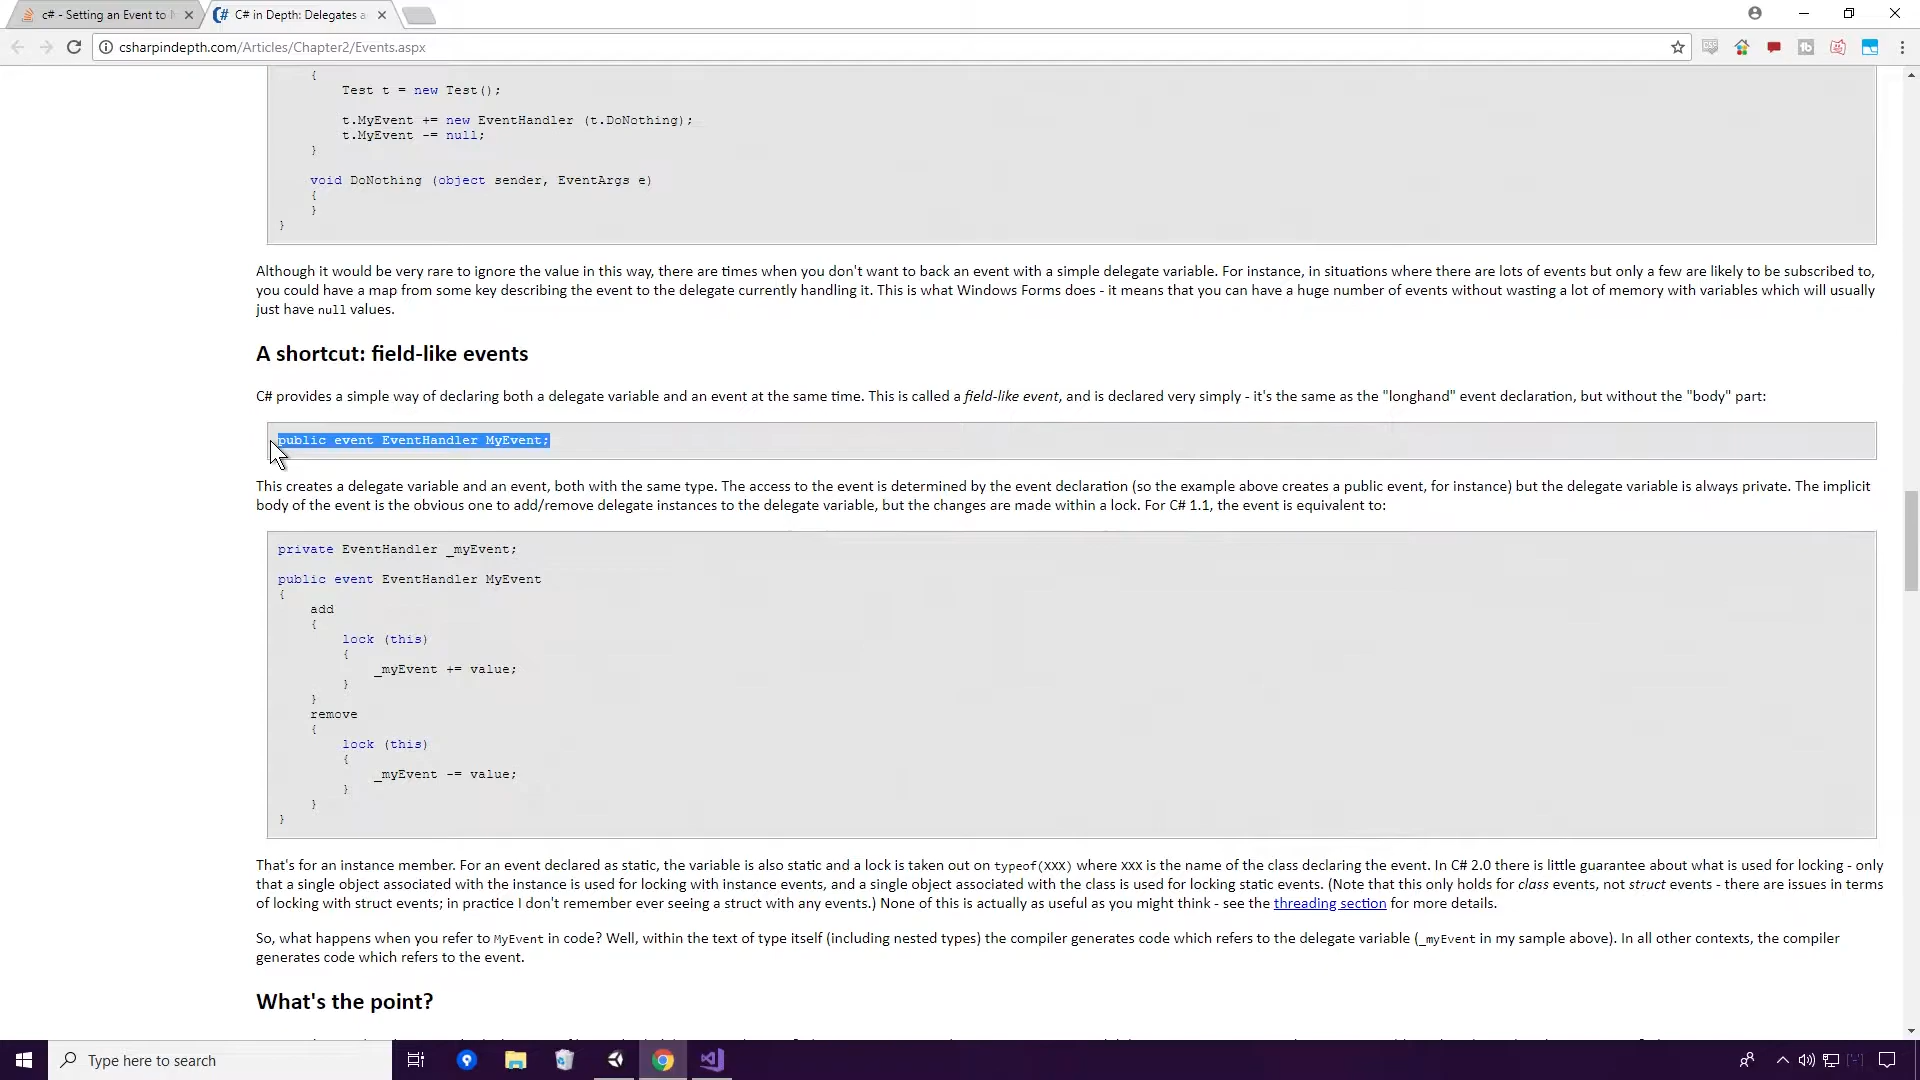 c# - Setting an Event to
C# in Depth: Delegates a
csharpindepth.com/Articles/Chapter2/Events.aspx
{
Test t = new Test();
t.MyEvent += new EventHandler (t.DoNothing);
t.MyEvent -= null;
}
void DoNothing (object sender, EventArgs e)
{
}
}
Although it would be very rare to ignore the value in this way, there are times when you don't want to back an event with a simple delegate variable. For instance, in situations where there are lots of events but only a few are likely to be subscribed to,
you could have a map from some key describing the event to the delegate currently handling it. This is what Windows Forms does - it means that you can have a huge number of events without wasting a lot of memory with variables which will usually
just have null values.
A shortcut: field-like events
C# provides a simple way of declaring both a delegate variable and an event at the same time. This is called a field-like event, and is declared very simply - it's the same as the "longhand" event declaration, but without the "body" part:
public event EventHandler MyEvent;
This creates a delegate variable and an event, both with the same type. The access to the event is determined by the event declaration (so the example above creates a public event, for instance) but the delegate variable is always private. The implicit
body of the event is the obvious one to add/remove delegate instances to the delegate variable, but the changes are made within a lock. For C# 1.1, the event is equivalent to:
private EventHandler _myEvent;
public event EventHandler MyEvent
{
add
{
lock (this)
{
_myEvent += value;
}
}
remove
{
lock (this)
{
_myEvent -= value;
}
}
}
That's for an instance member. For an event declared as static, the variable is also static and a lock is taken out on typeof(XXX) where XXX is the name of the class declaring the event. In C# 2.0 there is little guarantee about what is used for locking - only
that a single object associated with the instance is used for locking with instance events, and a single object associated with the class is used for locking static events. (Note that this only holds for class events, not struct events - there are issues in terms
of locking with struct events; in practice I don't remember ever seeing a struct with any events.) None of this is actually as useful as you might think - see the threading section for more details.
So, what happens when you refer to MyEvent in code? Well, within the text of type itself (including nested types) the compiler generates code which refers to the delegate variable (_myEvent in my sample above). In all other contexts, the compiler
generates code which refers to the event.
What's the point?
Type here to search